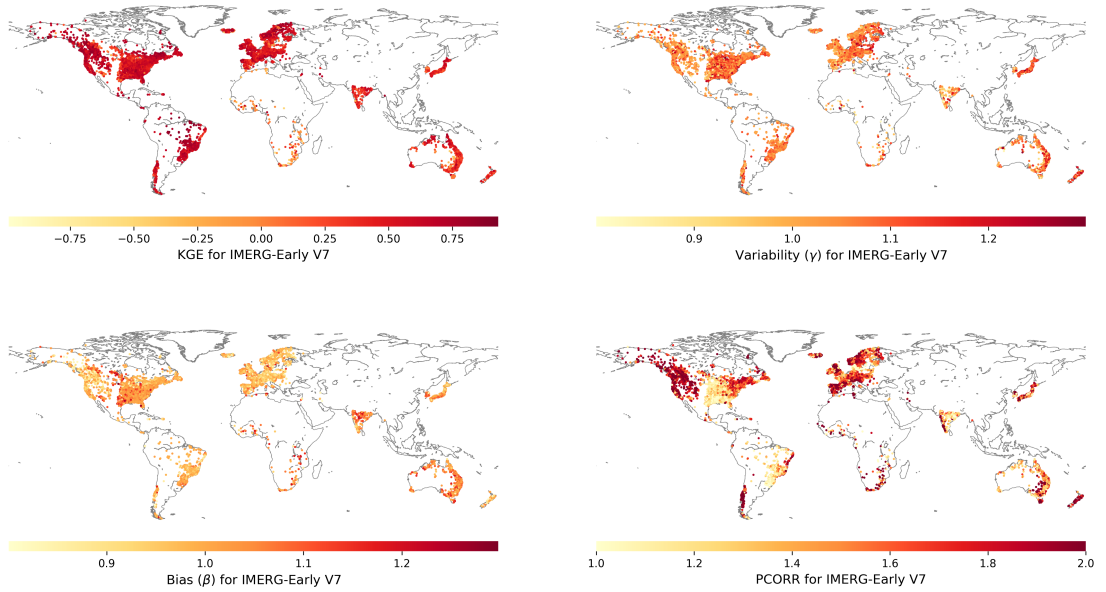 −0.75 −0.50 −0.25 0.00 0.25 0.50 0.75
KGE for IMERG-Early V7
0.9 1.0 1.1 1.2
Variability (γ) for IMERG-Early V7
0.9 1.0 1.1 1.2
Bias (β) for IMERG-Early V7
1.0 1.2 1.4 1.6 1.8 2.0
PCORR for IMERG-Early V7